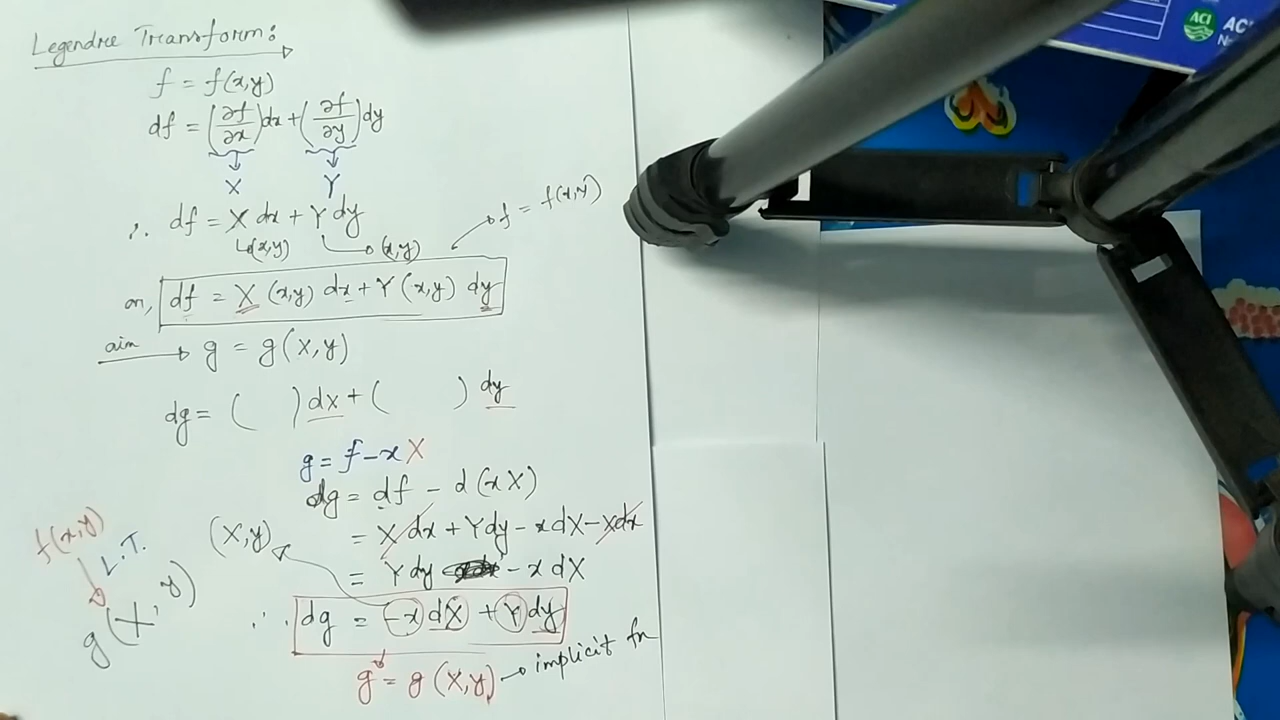 Legendre Transform:
f = f(x,y)
df = (∂f/∂x)dx + (∂f/∂y)dy
X Y
∴ df = X dx + Y dy
(x,y) (x,y)
f = f(x,y)
or, df = X (x,y) dx + Y (x,y) dy
aim → g = g(X,y)
dg = ( ) dX + ( ) dy
g = f - xX
dg = df - d(xX)
= X dx + Y dy - x dX - X dx
= Y dy - x dX
∴ dg = -x dX + Y dy
(X,y)
g = g (X,y) → implicit fn
f(x,y)
L.T.
g(X,y)
ACI
AC